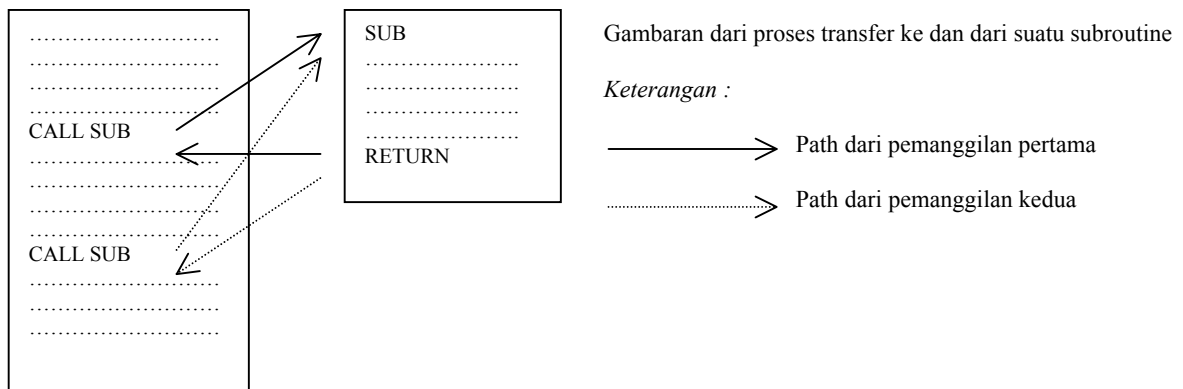 ……………………
……………………
……………………
……………………
CALL SUB
……………………
……………………
……………………
……………………
CALL SUB
……………………
……………………
……………………
SUB
…………………
…………………
…………………
…………………
RETURN
Gambaran dari proses transfer ke dan dari suatu subroutine
Keterangan :
Path dari pemanggilan pertama
Path dari pemanggilan kedua